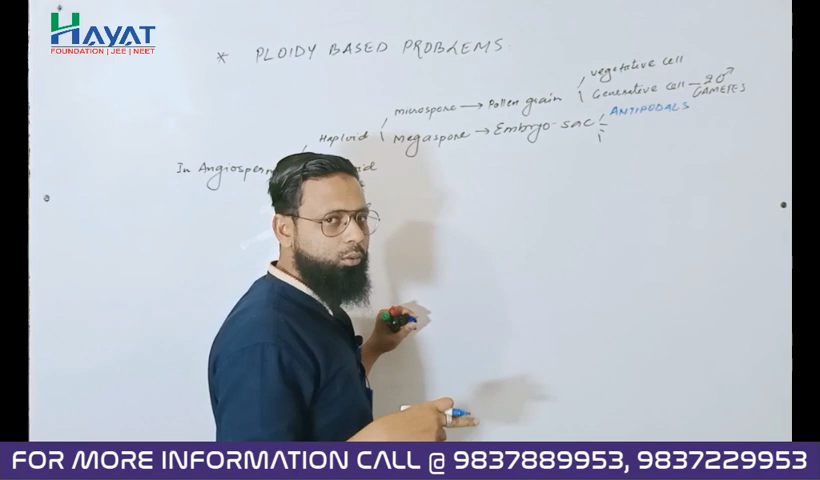 HAYAT
FOUNDATION | JEE | NEET
* PLOIDY BASED PROBLEMS
vegetative cell
microspore → Pollen grain
Generative cell - 2♂
GAMETES
Haploid
Megaspore → Embryo-sac
ANTIPODALS
In Angiosperm
FOR MORE INFORMATION CALL @ 9837889953, 9837229953